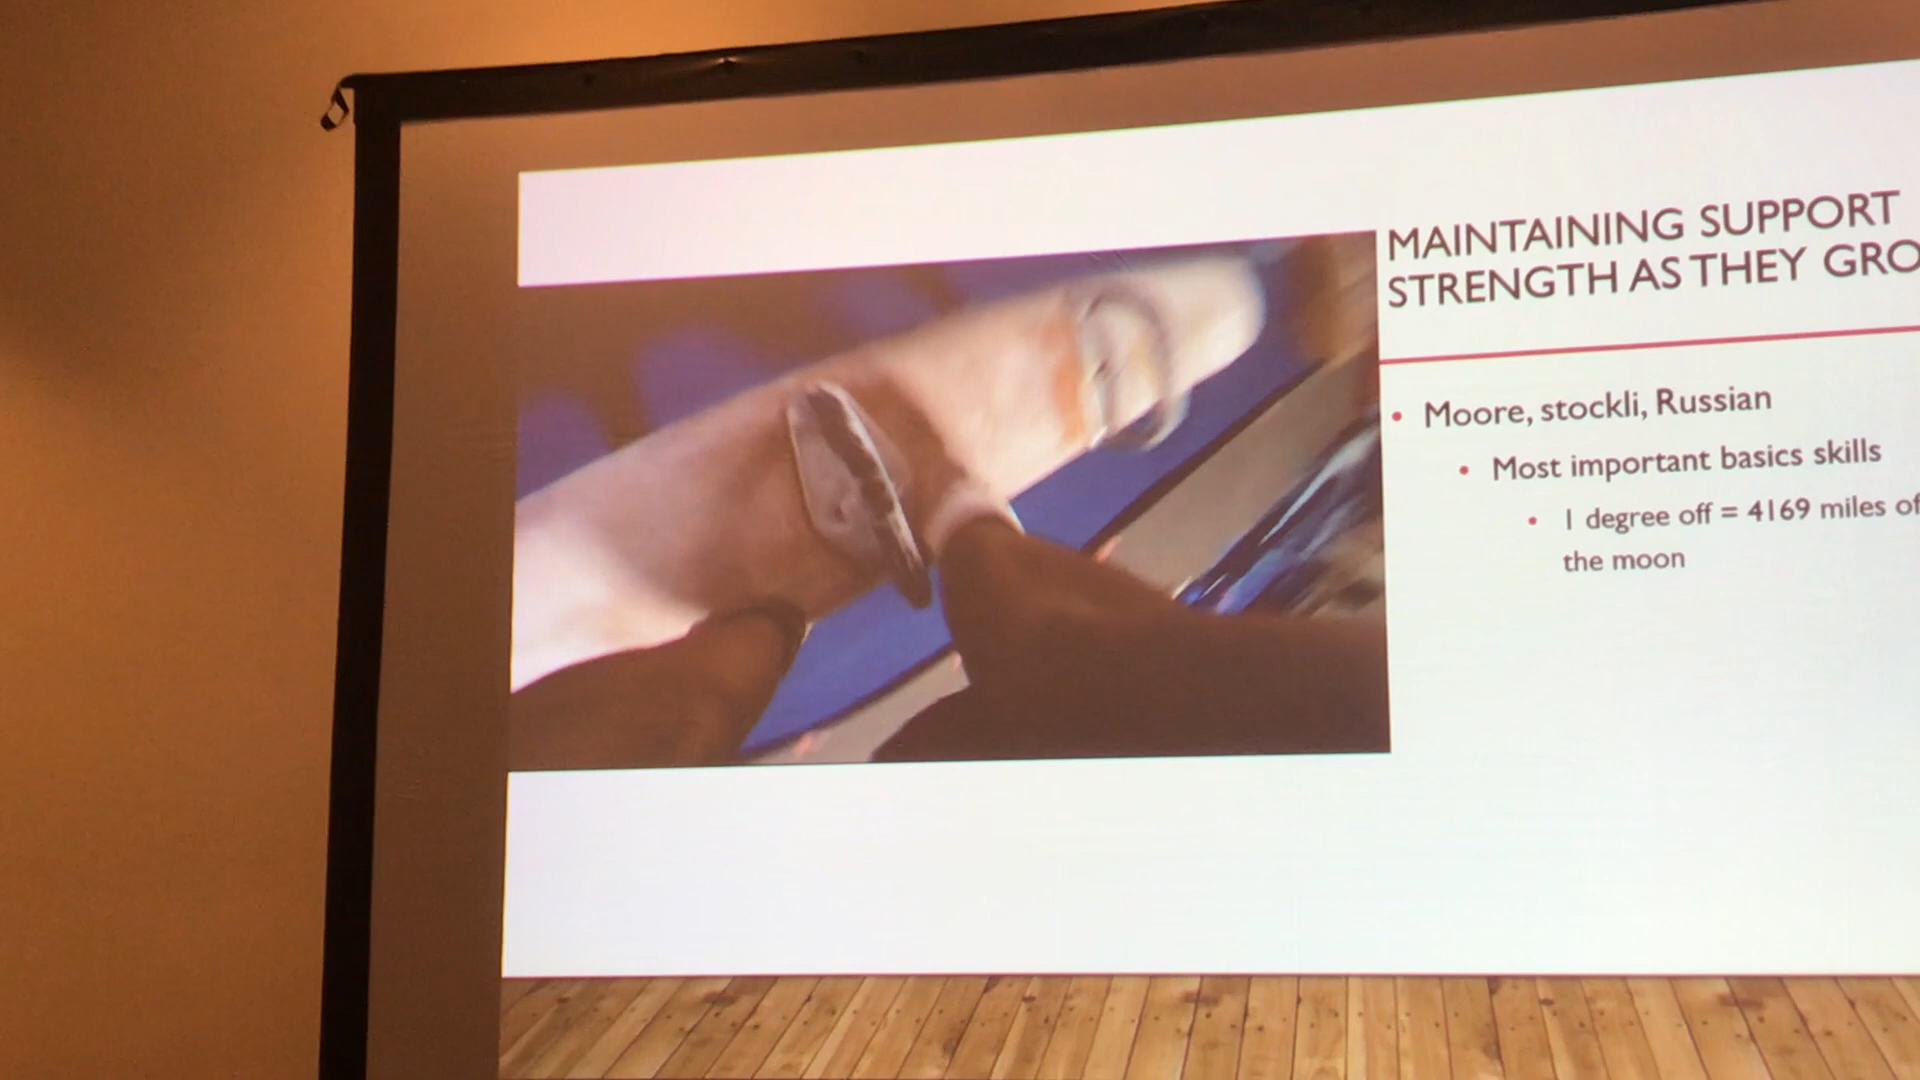 MAINTAINING SUPPORT
STRENGTH AS THEY GRO
• Moore, stockli, Russian
• Most important basics skills
• 1 degree off = 4169 miles of
the moon